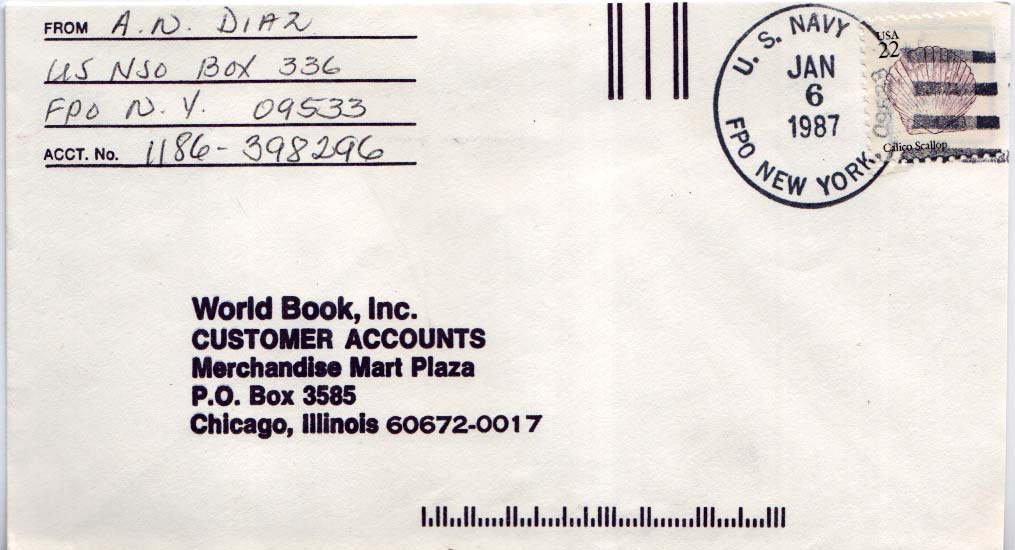 FROM A.N. DIAZ
US NSO BOX 336
FPO N.Y. 09533
ACCT. No. 1186-398296
U. S. NAVY
JAN
6
1987
FPO NEW YORK, 09533
USA
22
Calico Scallop
World Book, Inc.
CUSTOMER ACCOUNTS
Merchandise Mart Plaza
P.O. Box 3585
Chicago, Illinois 60672-0017